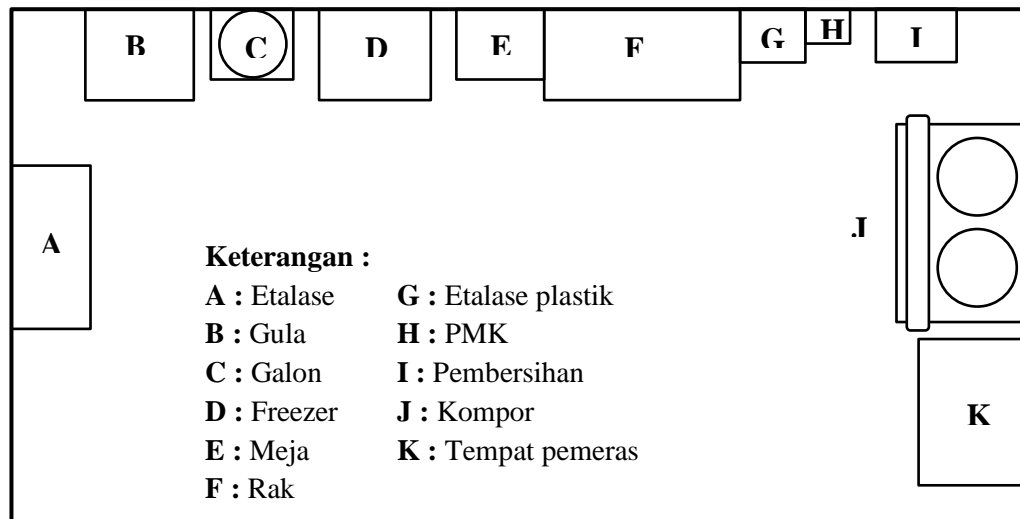 B C D E F G H I
J
A
K
Keterangan :
A : Etalase G : Etalase plastik
B : Gula H : PMK
C : Galon I : Pembersihan
D : Freezer J : Kompor
E : Meja K : Tempat pemeras
F : Rak